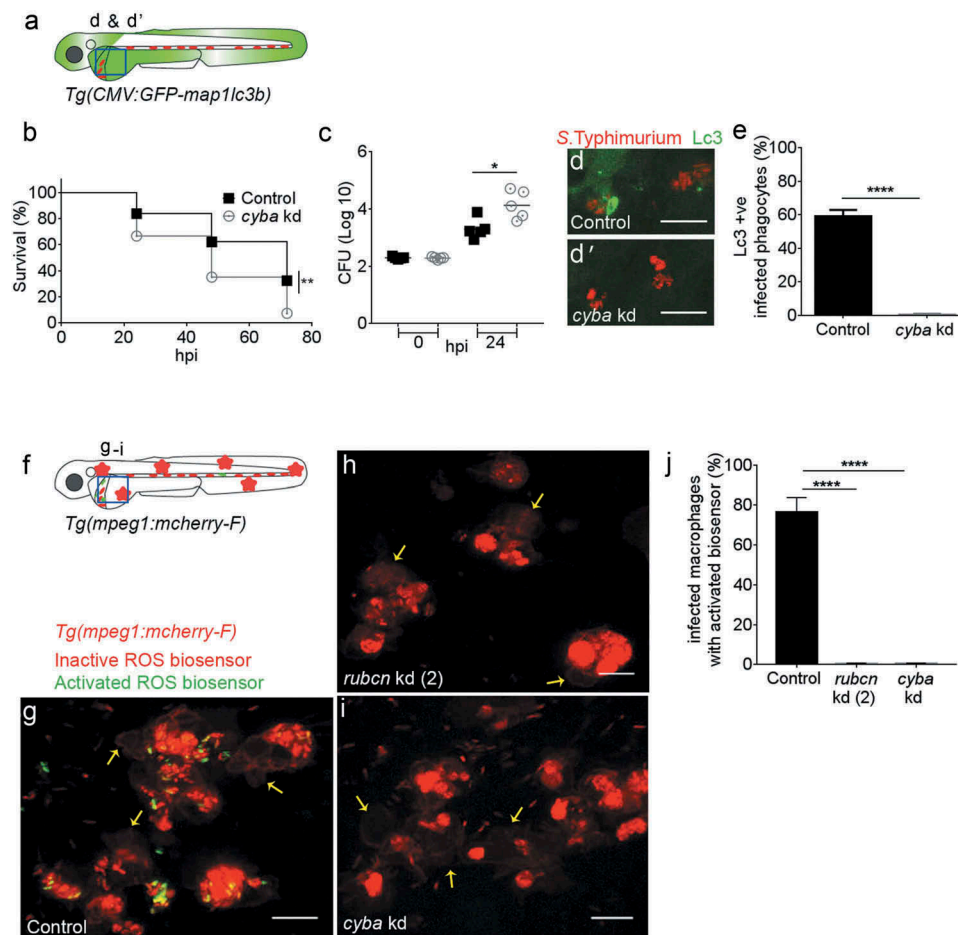 a
d & d'
Tg(CMV:GFP-map1lc3b)
b
Survival (%)
100
80
60
40
20
0
0
20
40
60
80
hpi
Control
cyba kd
**
c
CFU (Log 10)
6
4
2
0
*
0
hpi
24
S.Typhimurium Lc3
d
Control
d'
cyba kd
e
Lc3 +ve
infected phagocytes (%)
100
80
60
40
20
0
****
Control
cyba kd
f
g-i
Tg(mpeg1:mcherry-F)
Tg(mpeg1:mcherry-F)
Inactive ROS biosensor
Activated ROS biosensor
g
Control
h
rubcn kd (2)
i
cyba kd
j
infected macrophages
with activated biosensor (%)
100
80
60
40
20
0
****
****
Control
rubcn
kd (2)
cyba
kd